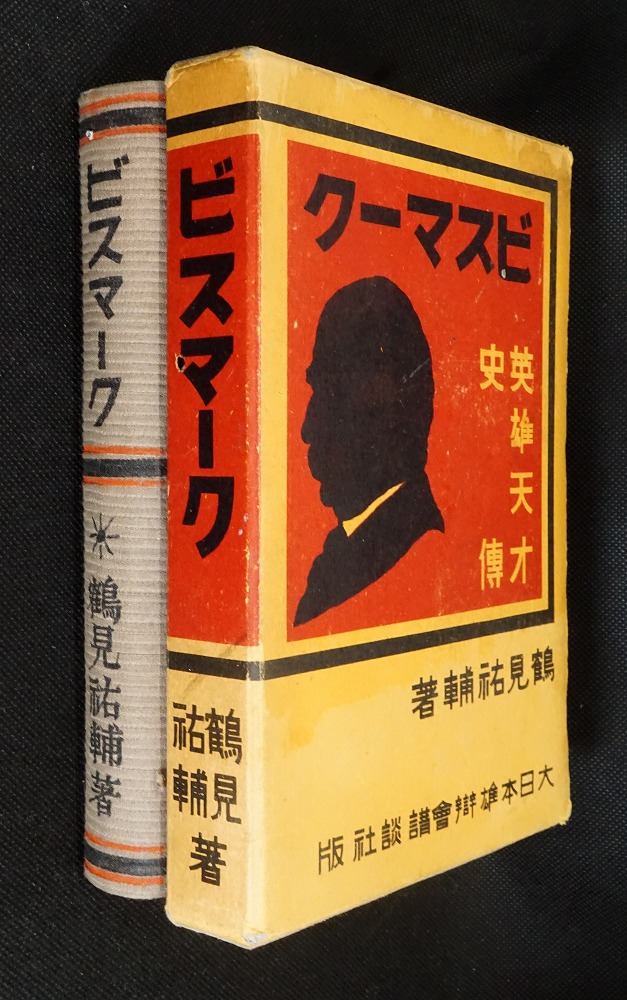 ビスマーク
鶴見祐輔著
ビスマーク
鶴見
祐輔
著
ビスマーク
英雄天才
史傳
鶴見祐輔著
大日本雄辯會講談社版